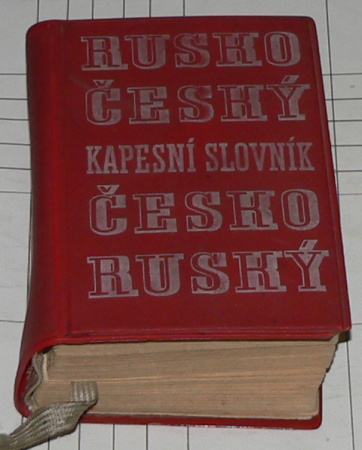 RUSKO
ČESKÝ
KAPESNÍ SLOVNÍK
ČESKO
RUSKÝ